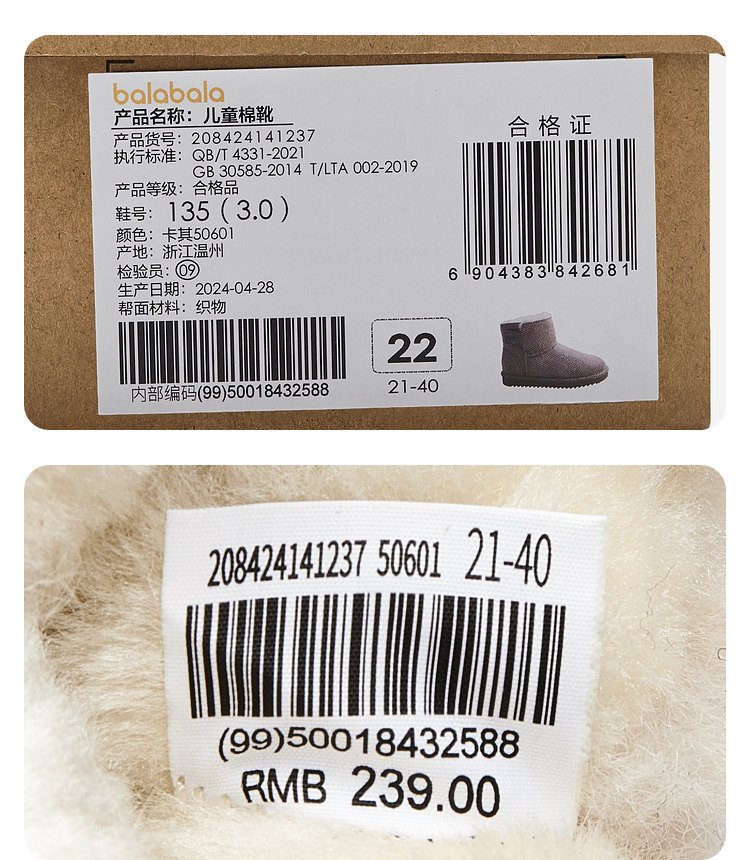 balabala
产品名称：儿童棉靴
产品货号：208424141237
执行标准：QB/T 4331-2021
GB 30585-2014 T/LTA 002-2019
产品等级：合格品
鞋号：135（3.0）
颜色：卡其50601
产地：浙江温州
检验员：09
生产日期：2024-04-28
帮面材料：织物
内部编码(99)50018432588
合格证
6 904383 842681
22
21-40
208424141237 50601 21-40
(99)50018432588
RMB 239.00